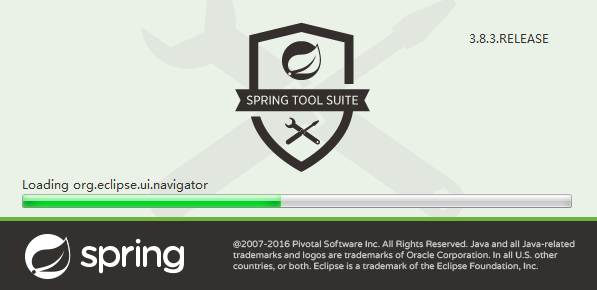 3.8.3.RELEASE
SPRING TOOL SUITE
Loading org.eclipse.ui.navigator
spring
@2007-2016 Pivotal Software Inc. All Rights Reserved. Java and all Java-related
trademarks and logos are trademarks of Oracle Corporation. In all U.S. other
countries, or both. Eclipse is a trademark of the Eclipse Foundation, Inc.